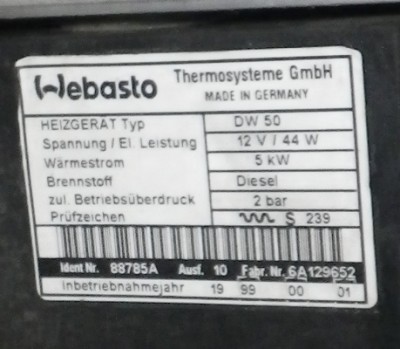 Webasto Thermosysteme GmbH
MADE IN GERMANY
HEIZGERÄT Typ DW 50
Spannung / El. Leistung 12 V / 44 W
Wärmestrom 5 kW
Brennstoff Diesel
zul. Betriebsüberdruck 2 bar
Prüfzeichen S 239
Ident Nr. 88785A Ausf. 10 Fabr. Nr. 6A129652
Inbetriebnahmejahr 19 99 00 01